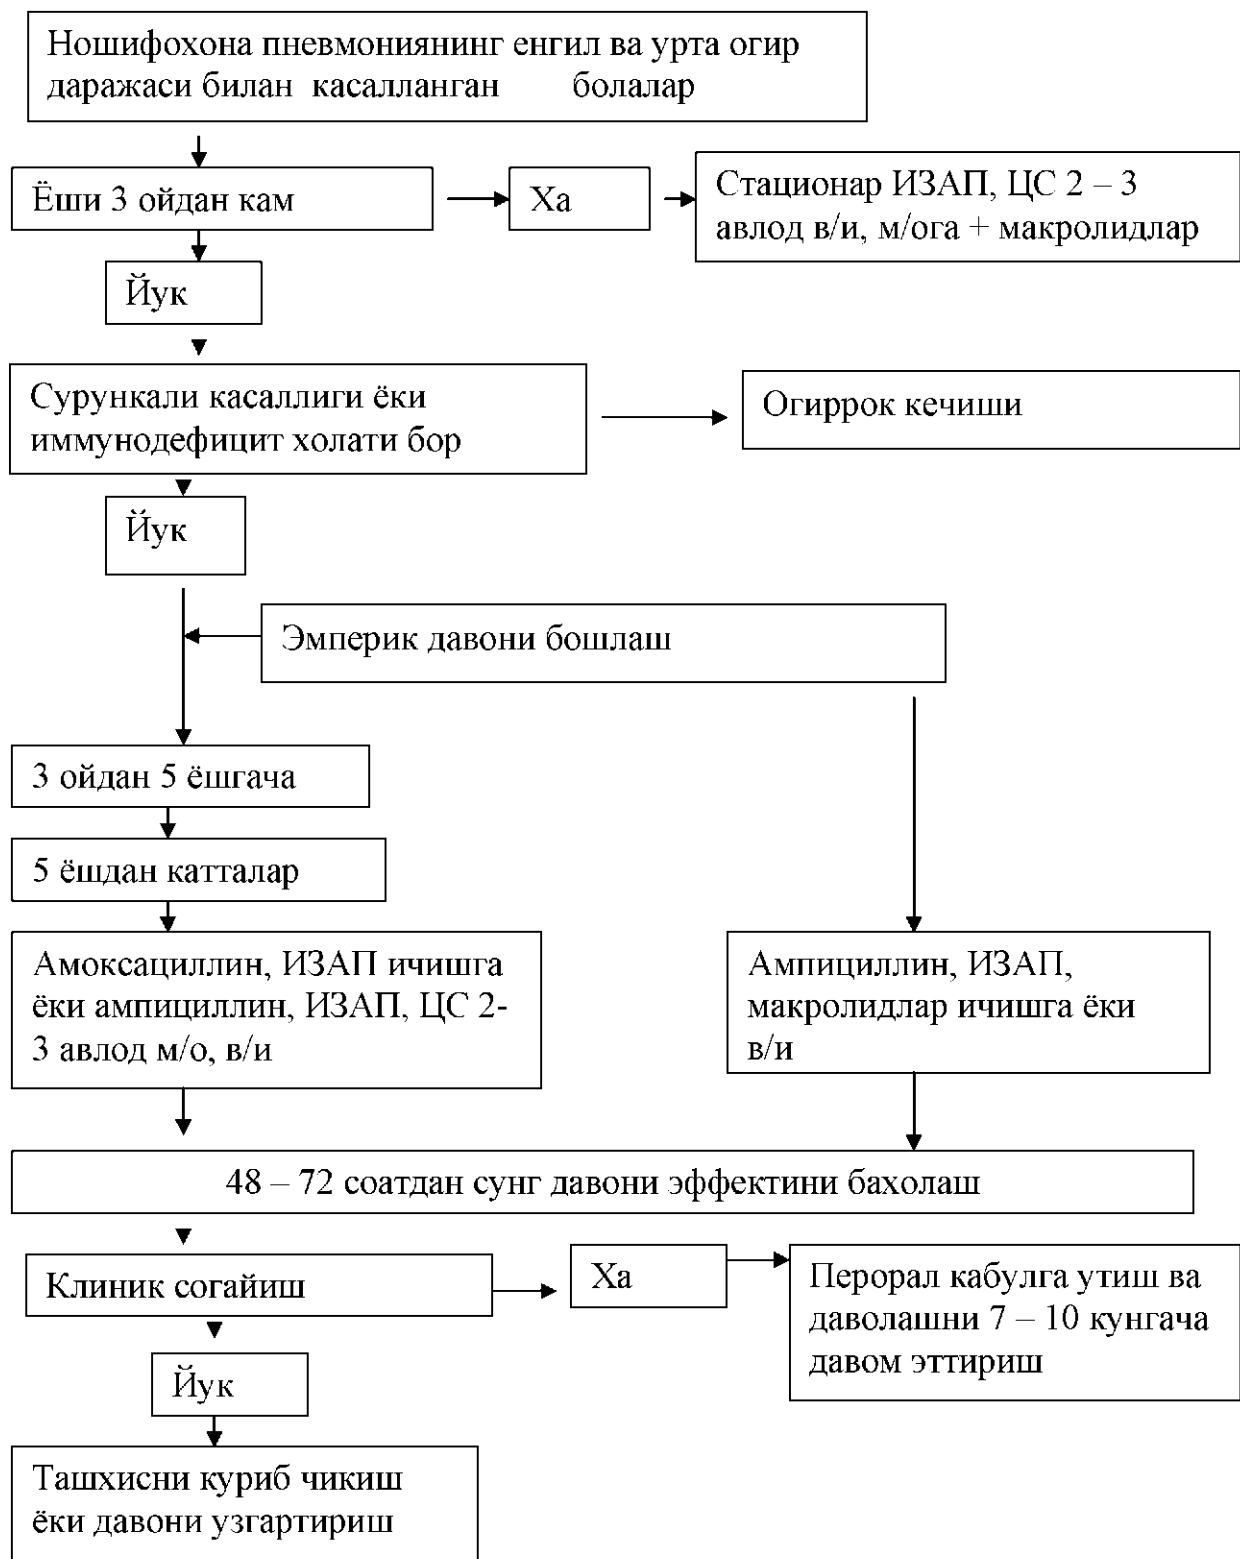 Ношифохона пневмониянинг енгил ва урта огир
даражаси билан касалланган болалар
Ёши 3 ойдан кам
Ха
Стационар ИЗАП, ЦС 2 – 3
авлод в/и, м/ога + макролидлар
Йук
Сурункали касаллиги ёки
иммунодефицит холати бор
Огиррок кечиши
Йук
Эмперик давони бошлаш
3 ойдан 5 ёшгача
5 ёшдан катталар
Амоксациллин, ИЗАП ичишга
ёки ампициллин, ИЗАП, ЦС 2-
3 авлод м/о, в/и
Ампициллин, ИЗАП,
макролидлар ичишга ёки
в/и
48 – 72 соатдан сунг давони эффектини бахолаш
Клиник согайиш
Ха
Перорал кабулга утиш ва
даволашни 7 – 10 кунгача
давом эттириш
Йук
Ташхисни куриб чикиш
ёки давони узгартириш